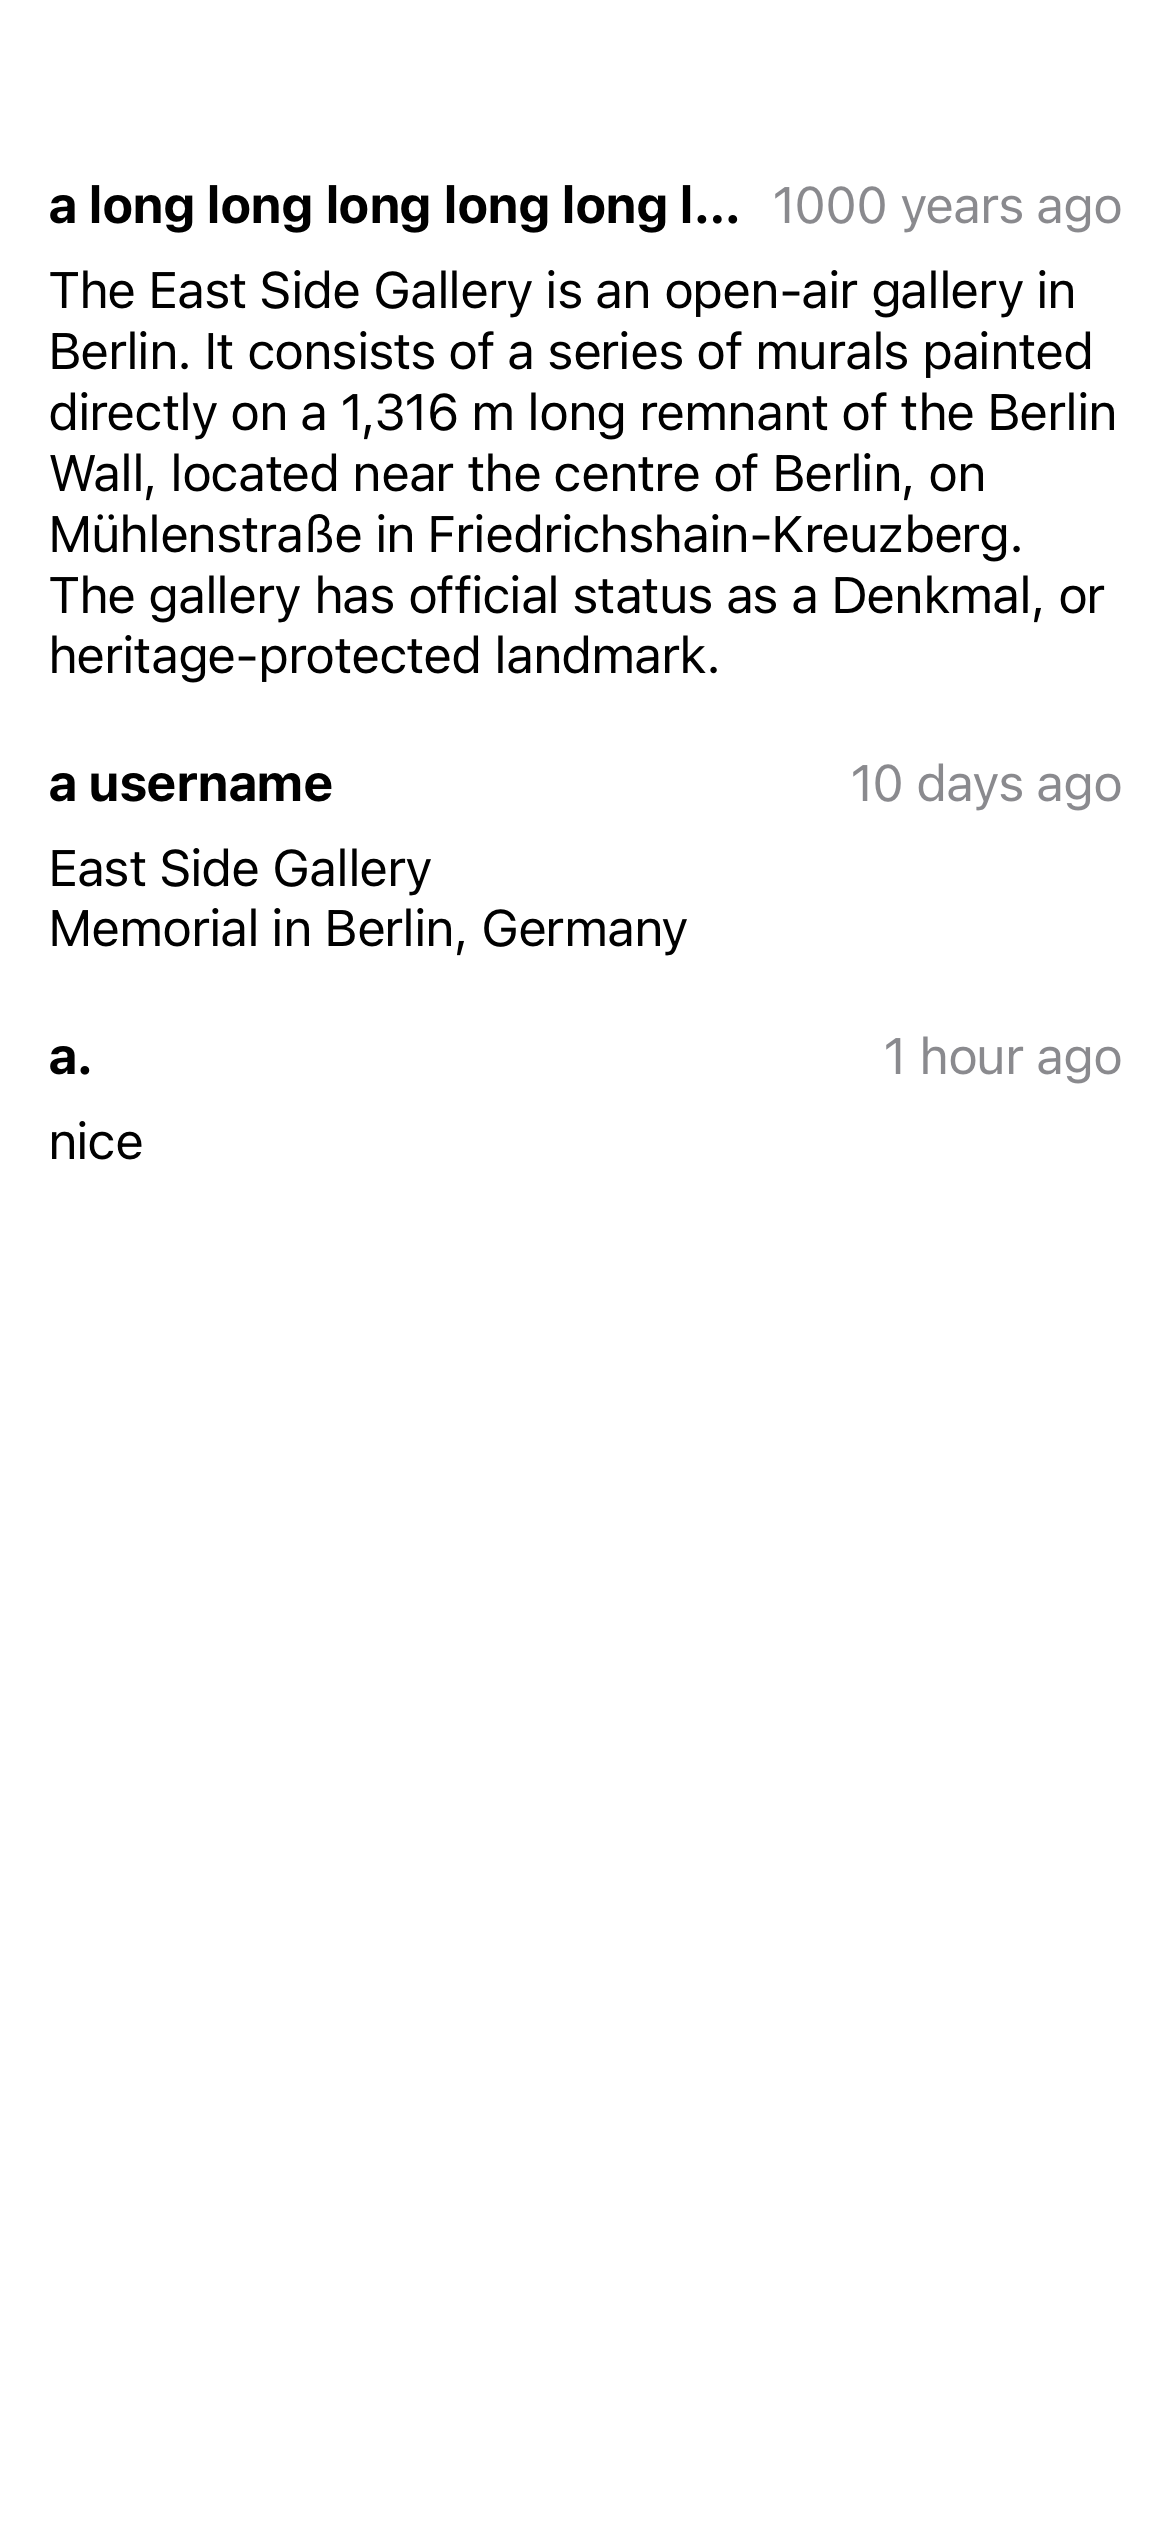 a long long long long long l... 1000 years ago
The East Side Gallery is an open-air gallery in
Berlin. It consists of a series of murals painted
directly on a 1,316 m long remnant of the Berlin
Wall, located near the centre of Berlin, on
Mühlenstraße in Friedrichshain-Kreuzberg.
The gallery has official status as a Denkmal, or
heritage-protected landmark.
a username 10 days ago
East Side Gallery
Memorial in Berlin, Germany
a. 1 hour ago
nice